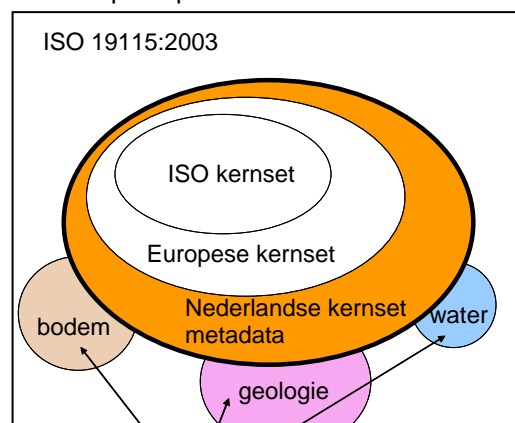 ISO 19115:2003
ISO kernset
Europese kernset
Nederlandse kernset
metadata
bodem
water
geologie